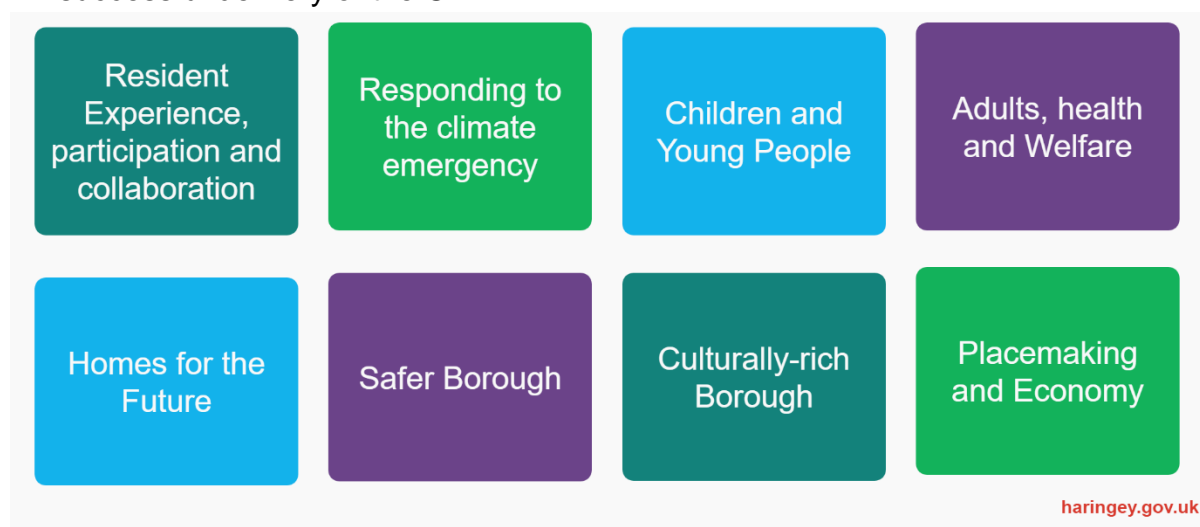 Resident
Experience,
participation and
collaboration
Responding to
the climate
emergency
Children and
Young People
Adults, health
and Welfare
Homes for the
Future
Safer Borough
Culturally-rich
Borough
Placemaking
and Economy
haringey.gov.uk